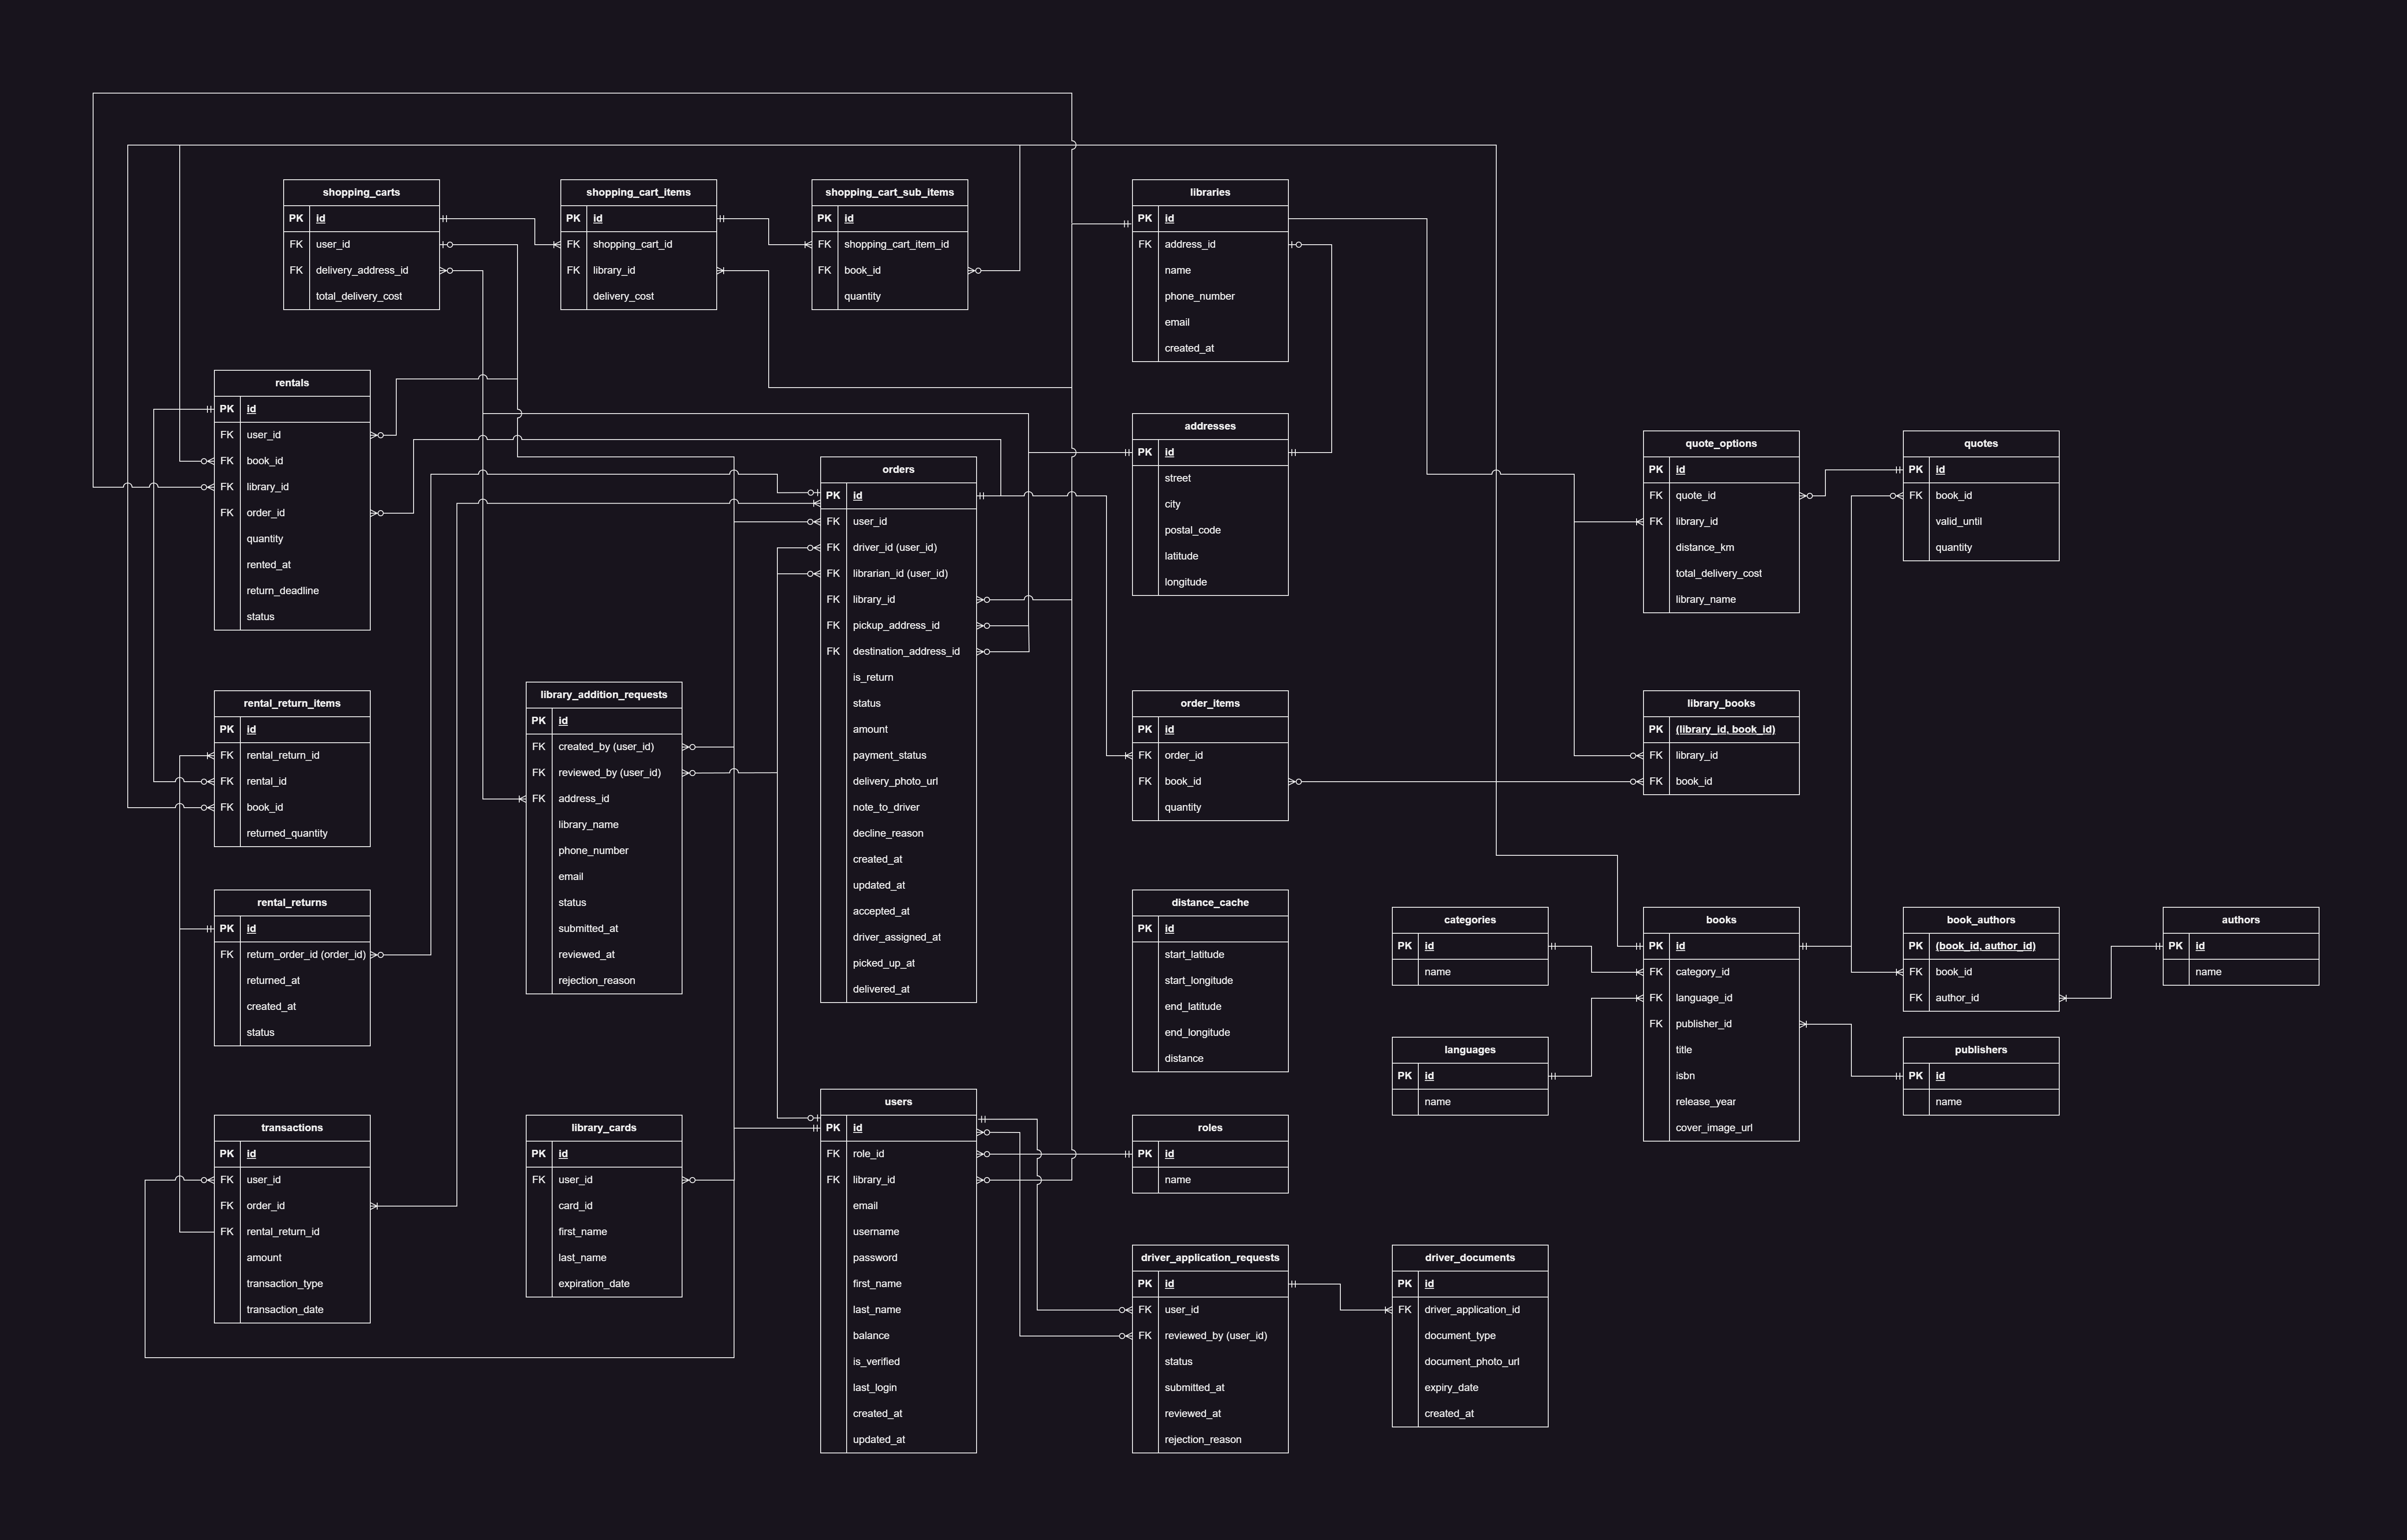 shopping_carts
PK id
FK user_id
FK delivery_address_id
total_delivery_cost
shopping_cart_items
PK id
FK shopping_cart_id
FK library_id
delivery_cost
shopping_cart_sub_items
PK id
FK shopping_cart_item_id
FK book_id
quantity
libraries
PK id
FK address_id
name
phone_number
email
created_at
rentals
PK id
FK user_id
FK book_id
FK library_id
FK order_id
quantity
rented_at
return_deadline
status
orders
PK id
FK user_id
FK driver_id (user_id)
FK librarian_id (user_id)
FK library_id
FK pickup_address_id
FK destination_address_id
is_return
status
amount
payment_status
delivery_photo_url
note_to_driver
decline_reason
created_at
updated_at
accepted_at
driver_assigned_at
picked_up_at
delivered_at
addresses
PK id
street
city
postal_code
latitude
longitude
quote_options
PK id
FK quote_id
FK library_id
distance_km
total_delivery_cost
library_name
quotes
PK id
FK book_id
valid_until
quantity
rental_return_items
PK id
FK rental_return_id
FK rental_id
FK book_id
returned_quantity
library_addition_requests
PK id
FK created_by (user_id)
FK reviewed_by (user_id)
FK address_id
library_name
phone_number
email
status
submitted_at
reviewed_at
rejection_reason
order_items
PK id
FK order_id
FK book_id
quantity
library_books
PK (library_id, book_id)
FK library_id
FK book_id
rental_returns
PK id
FK return_order_id (order_id)
returned_at
created_at
status
distance_cache
PK id
start_latitude
start_longitude
end_latitude
end_longitude
distance
categories
PK id
name
books
PK id
FK category_id
FK language_id
FK publisher_id
title
isbn
release_year
cover_image_url
book_authors
PK (book_id, author_id)
FK book_id
FK author_id
authors
PK id
name
languages
PK id
name
publishers
PK id
name
transactions
PK id
FK user_id
FK order_id
FK rental_return_id
amount
transaction_type
transaction_date
library_cards
PK id
FK user_id
card_id
first_name
last_name
expiration_date
users
PK id
FK role_id
FK library_id
email
username
password
first_name
last_name
balance
is_verified
last_login
created_at
updated_at
roles
PK id
name
driver_application_requests
PK id
FK user_id
FK reviewed_by (user_id)
status
submitted_at
reviewed_at
rejection_reason
driver_documents
PK id
FK driver_application_id
document_type
document_photo_url
expiry_date
created_at